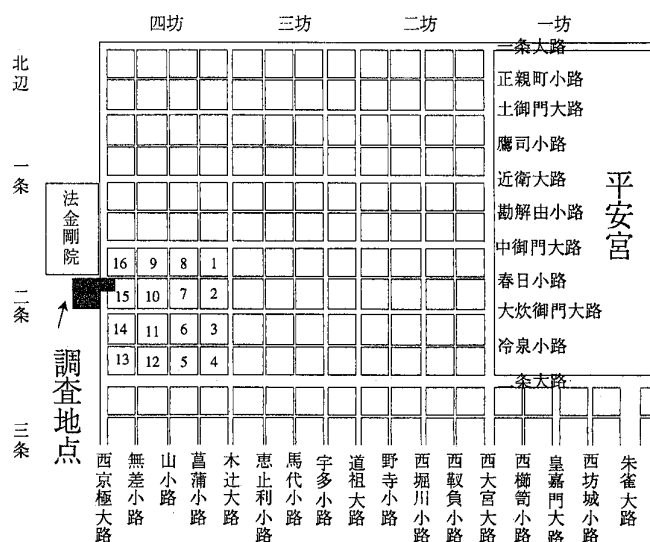 四坊
三坊
二坊
一坊
北辺
一条
二条
三条
一条大路
正親町小路
土御門大路
鷹司小路
近衛大路
勘解由小路
中御門大路
春日小路
大炊御門大路
冷泉小路
二条大路
平安宮
法金剛院
調査地点
16 9 8 1
15 10 7 2
14 11 6 3
13 12 5 4
西京極大路
無差小路
山小路
菖蒲小路
木辻大路
恵止利小路
馬代小路
宇多小路
道祖大路
野寺小路
西堀川小路
西靫負小路
西大宮大路
西櫛笥小路
皇嘉門大路
西坊城小路
朱雀大路